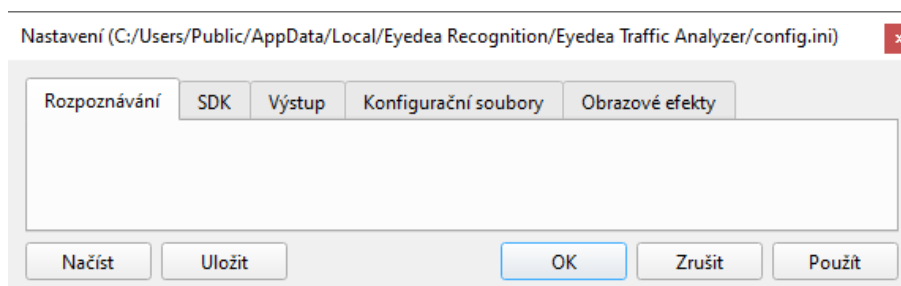 Nastavení (C:/Users/Public/AppData/Local/Eyedea Recognition/Eyedea Traffic Analyzer/config.ini)
Rozpoznávání SDK Výstup Konfigurační soubory Obrazové efekty
Načíst Uložit OK Zrušit Použít